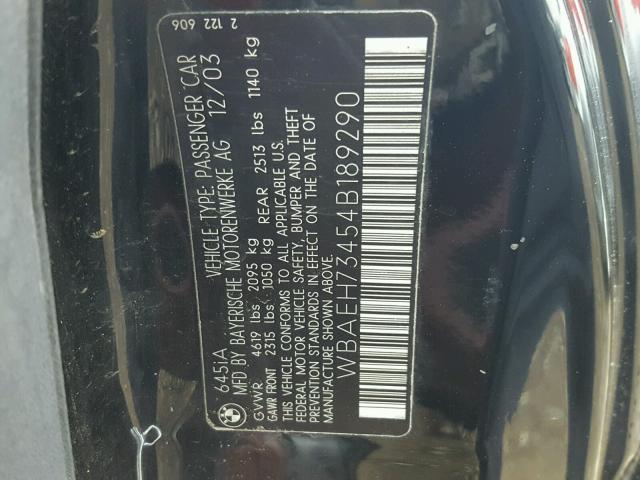 645IA VEHICLE TYPE: PASSENGER CAR
MFD BY BAYERISCHE MOTORENWERKE AG 12/03
GVWR 4619 lbs 2095 kg
GAWR FRONT 2315 lbs 1050 kg REAR 2513 lbs 1140 kg
THIS VEHICLE CONFORMS TO ALL APPLICABLE U.S.
FEDERAL MOTOR VEHICLE SAFETY, BUMPER AND THEFT
PREVENTION STANDARDS IN EFFECT ON THE DATE OF
MANUFACTURE SHOWN ABOVE.
WBAEH73454B189290
2 122 606